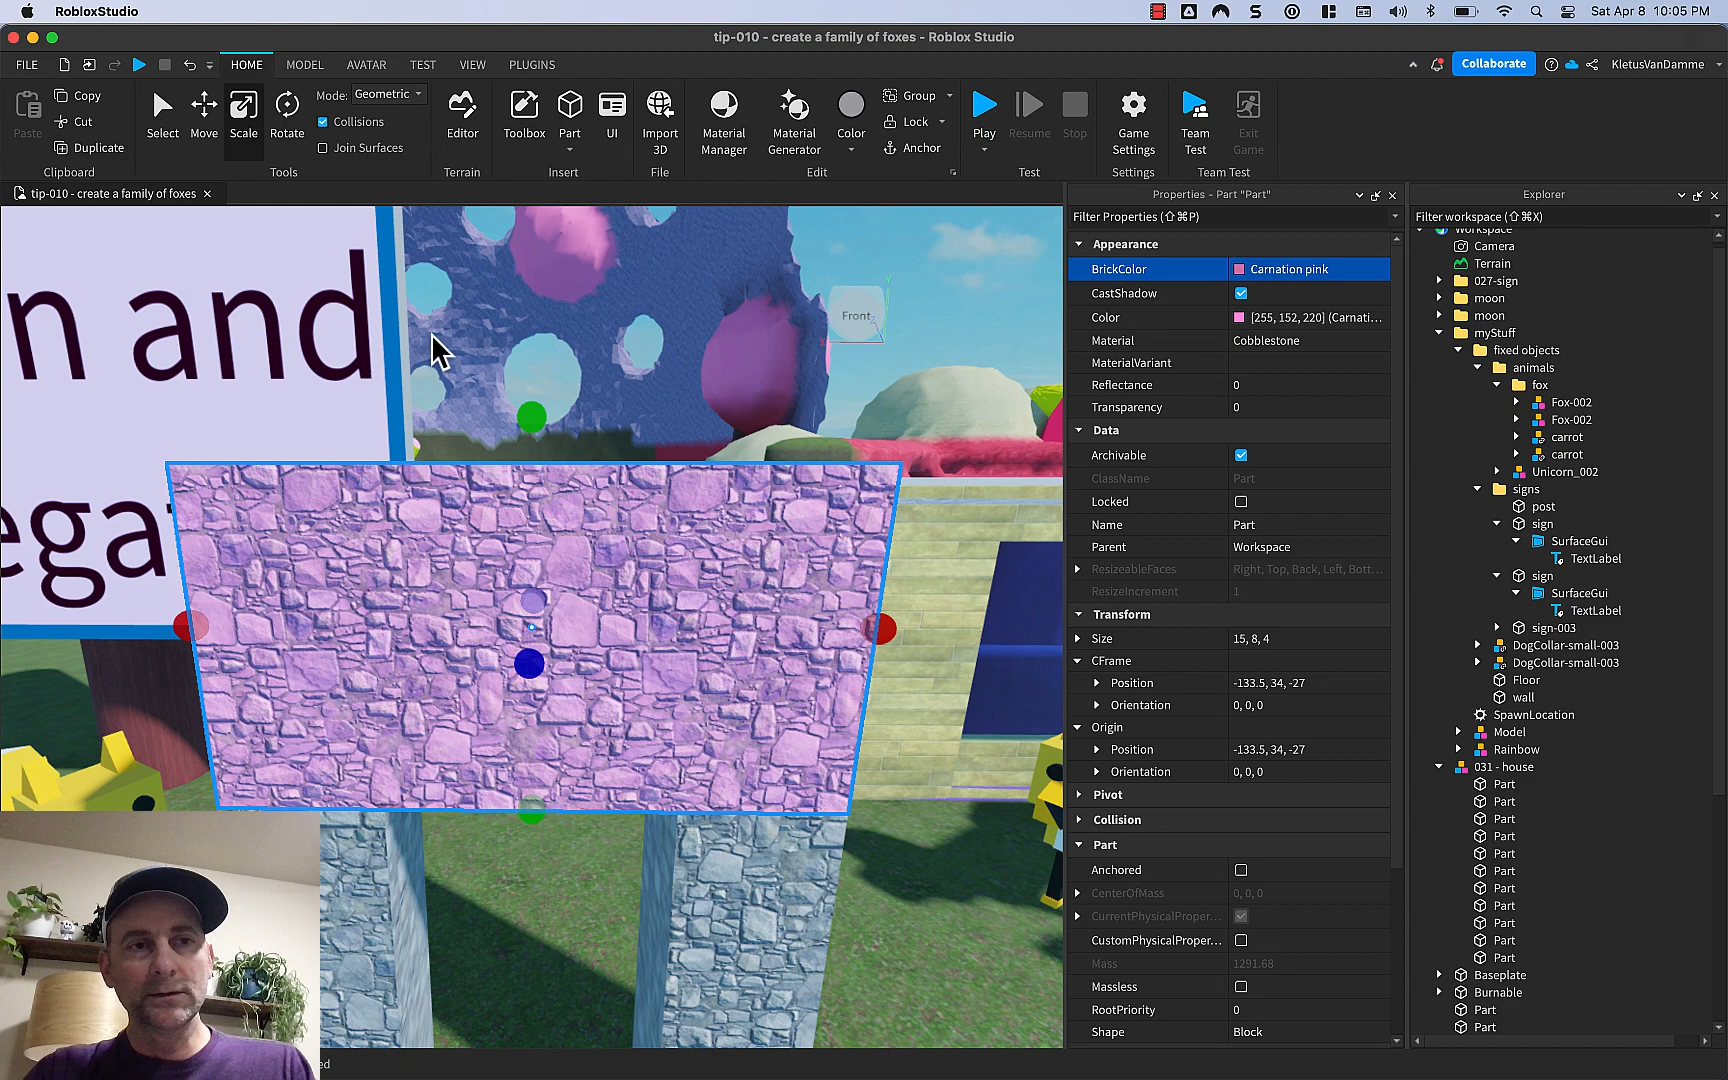 RobloxStudio
Sat Apr 8 10:05 PM
tip-010 - create a family of foxes - Roblox Studio
FILE
HOME
MODEL
AVATAR
TEST
VIEW
PLUGINS
Collaborate
KletusVanDamme
Paste
Copy
Cut
Duplicate
Clipboard
Select
Move
Scale
Rotate
Mode: Geometric
Collisions
Join Surfaces
Tools
Editor
Terrain
Toolbox
Part
UI
Insert
Import
3D
File
Material
Manager
Material
Generator
Color
Group
Lock
Anchor
Edit
Play
Resume
Stop
Test
Game
Settings
Settings
Team
Test
Exit
Game
Team Test
tip-010 - create a family of foxes
n and
ega
Front
Properties - Part "Part"
Filter Properties (⇧⌘P)
Appearance
BrickColor Carnation pink
CastShadow
Color [255, 152, 220] (Carnati...
Material Cobblestone
MaterialVariant
Reflectance 0
Transparency 0
Data
Archivable
ClassName Part
Locked
Name Part
Parent Workspace
ResizeableFaces Right, Top, Back, Left, Bott...
ResizeIncrement 1
Transform
Size 15, 8, 4
CFrame
Position -133.5, 34, -27
Orientation 0, 0, 0
Origin
Position -133.5, 34, -27
Orientation 0, 0, 0
Pivot
Collision
Part
Anchored
CenterOfMass 0, 0, 0
CurrentPhysicalProper...
CustomPhysicalProper...
Mass 1291.68
Massless
RootPriority 0
Shape Block
Explorer
Filter workspace (⇧⌘X)
Workspace
Camera
Terrain
027-sign
moon
moon
myStuff
fixed objects
animals
fox
Fox-002
Fox-002
carrot
carrot
Unicorn_002
signs
post
sign
SurfaceGui
TextLabel
sign
SurfaceGui
TextLabel
sign-003
DogCollar-small-003
DogCollar-small-003
Floor
wall
SpawnLocation
Model
Rainbow
031 - house
Part
Part
Part
Part
Part
Part
Part
Part
Part
Part
Part
Baseplate
Burnable
Part
Part
ed